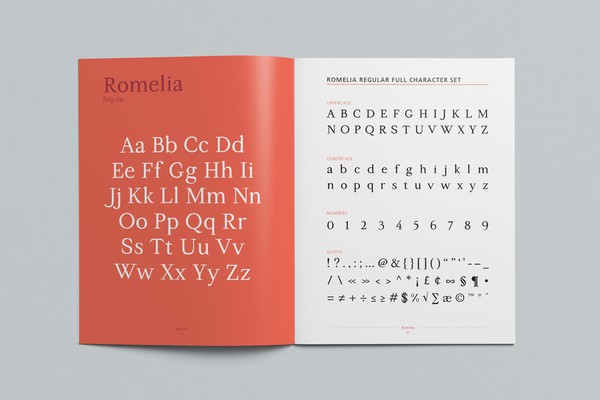 Romelia
Regular
Aa Bb Cc Dd
Ee Ff Gg Hh Ii
Jj Kk Ll Mm Nn
Oo Pp Qq Rr
Ss Tt Uu Vv
Ww Xx Yy Zz
Romelia
ROMELIA REGULAR FULL CHARACTER SET
UPPERCASE
A B C D E F G H I J K L M
N O P Q R S T U V W X Y Z
LOWERCASE
a b c d e f g h i j k l m
n o p q r s t u v w x y z
NUMBERS
0 1 2 3 4 5 6 7 8 9
GLYPHS
! ? . , : ; … @ & { } [ ] ( ) “ ” ‘ ’ - – _
/ \ « » < > ^ * ¡ £ ¢ ∞ § ¶ •
= ≠ + ÷ ≤ ≥ # $ % √ ∑ æ © ™ ª º
Romelia